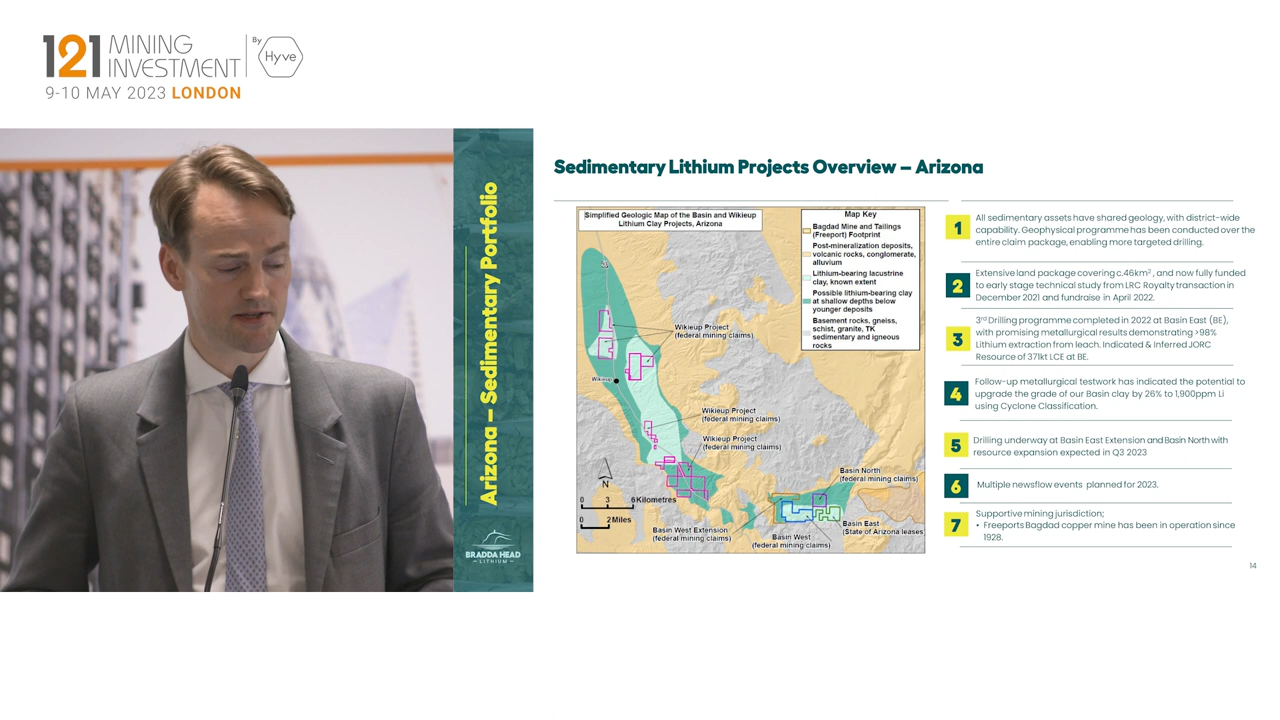 121 MINING INVESTMENT By Hyve
9-10 MAY 2023 LONDON
Arizona – Sedimentary Portfolio
BRADDA HEAD
LITHIUM
Sedimentary Lithium Projects Overview – Arizona
Simplified Geologic Map of the Basin and Wikieup
Lithium Clay Projects, Arizona
Map Key
Bagdad Mine and Tailings
(Freeport) Footprint
Post-mineralization deposits,
volcanic rocks, conglomerate,
alluvium
Lithium-bearing lacustrine
clay, known extent
Possible lithium-bearing clay
at shallow depths below
younger deposits
Basement rocks, gneiss,
schist, granite, TK
sedimentary and igneous
rocks
Wikieup Project
(federal mining claims)
Wikieup
Wikieup Project
(federal mining claims)
Wikieup Project
(federal mining claims)
N
0 3 6 Kilometres
0 2 Miles
Basin North
(federal mining claims)
Basin West Extension
(federal mining claims)
Basin West
(federal mining claims)
Basin East
(State of Arizona leases)
1
All sedimentary assets have shared geology, with district-wide
capability. Geophysical programme has been conducted over the
entire claim package, enabling more targeted drilling.
2
Extensive land package covering c.46km², and now fully funded
to early stage technical study from LRC Royalty transaction in
December 2021 and fundraise in April 2022.
3
3rd Drilling programme completed in 2022 at Basin East (BE),
with promising metallurgical results demonstrating >98%
Lithium extraction from leach. Indicated & Inferred JORC
Resource of 371kt LCE at BE.
4
Follow-up metallurgical testwork has indicated the potential to
upgrade the grade of our Basin clay by 26% to 1,900ppm Li
using Cyclone Classification.
5
Drilling underway at Basin East Extension and Basin North with
resource expansion expected in Q3 2023
6
Multiple newsflow events planned for 2023.
7
Supportive mining jurisdiction;
• Freeports Bagdad copper mine has been in operation since
1928.
14